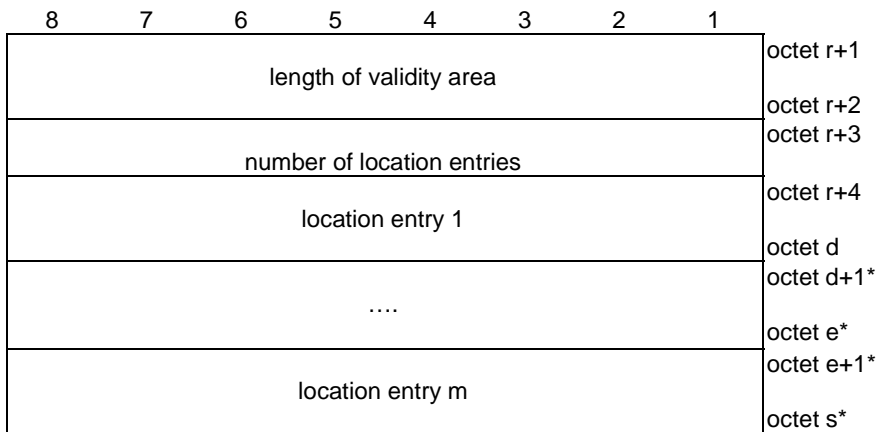 8 7 6 5 4 3 2 1
octet r+1
length of validity area
octet r+2
octet r+3
number of location entries
octet r+4
location entry 1
octet d
octet d+1*
….
octet e*
octet e+1*
location entry m
octet s*